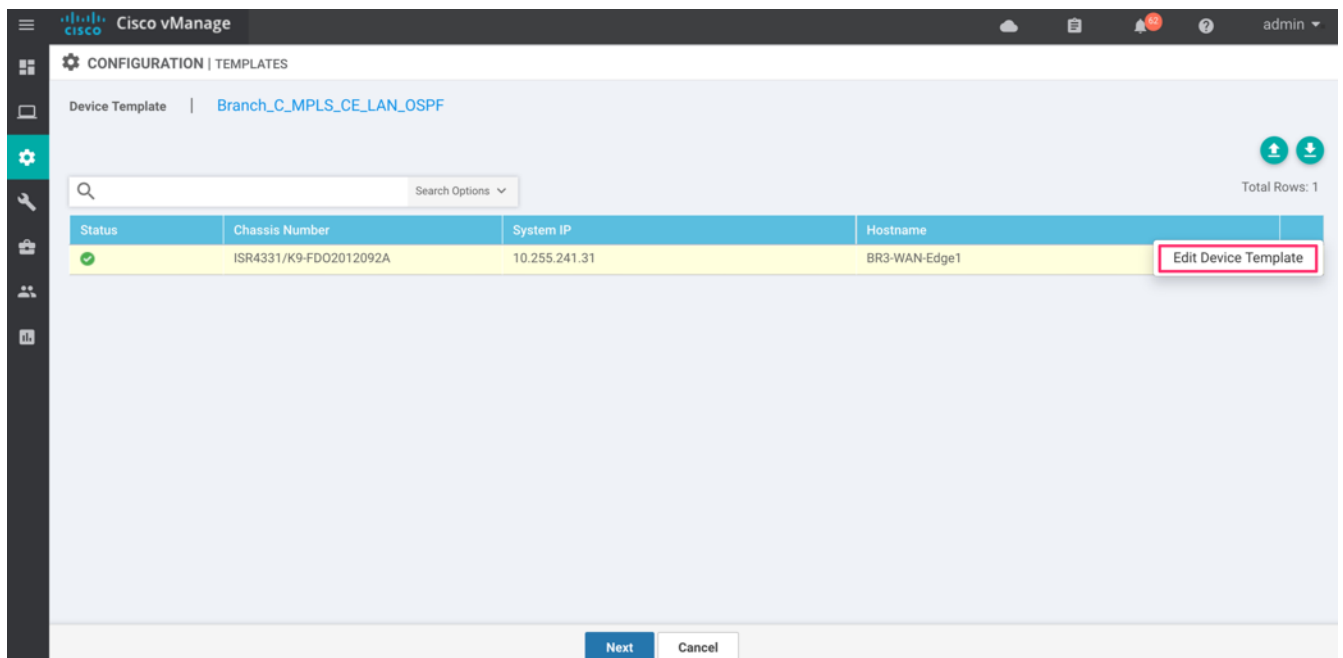 cisco Cisco vManage 62 admin
CONFIGURATION | TEMPLATES
Device Template | Branch_C_MPLS_CE_LAN_OSPF
Search Options Total Rows: 1
Status Chassis Number System IP Hostname
ISR4331/K9-FDO2012092A 10.255.241.31 BR3-WAN-Edge1 Edit Device Template
Next Cancel